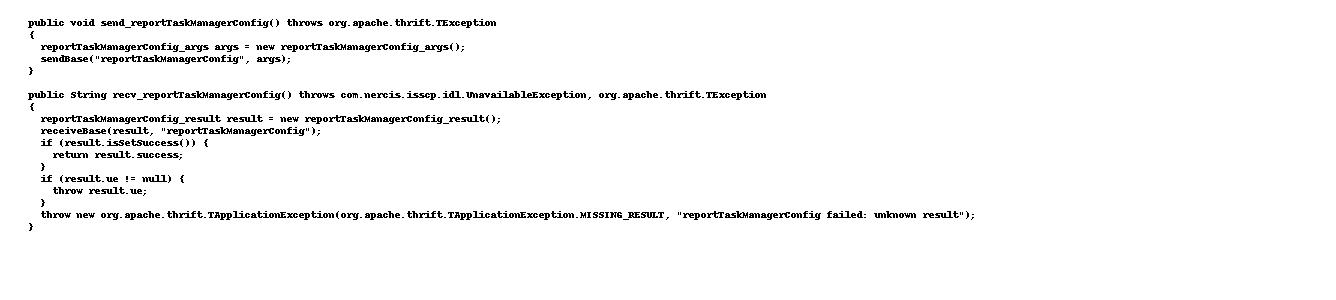 public void send_reportTaskManagerConfig() throws org.apache.thrift.TException
{
reportTaskManagerConfig_args args = new reportTaskManagerConfig_args();
sendBase("reportTaskManagerConfig", args);
}
public String recv_reportTaskManagerConfig() throws com.nercis.isscp.idl.UnavailableException, org.apache.thrift.TException
{
reportTaskManagerConfig_result result = new reportTaskManagerConfig_result();
receiveBase(result, "reportTaskManagerConfig");
if (result.isSetSuccess()) {
return result.success;
}
if (result.ue != null) {
throw result.ue;
}
throw new org.apache.thrift.TApplicationException(org.apache.thrift.TApplicationException.MISSING_RESULT, "reportTaskManagerConfig failed: unknown result");
}